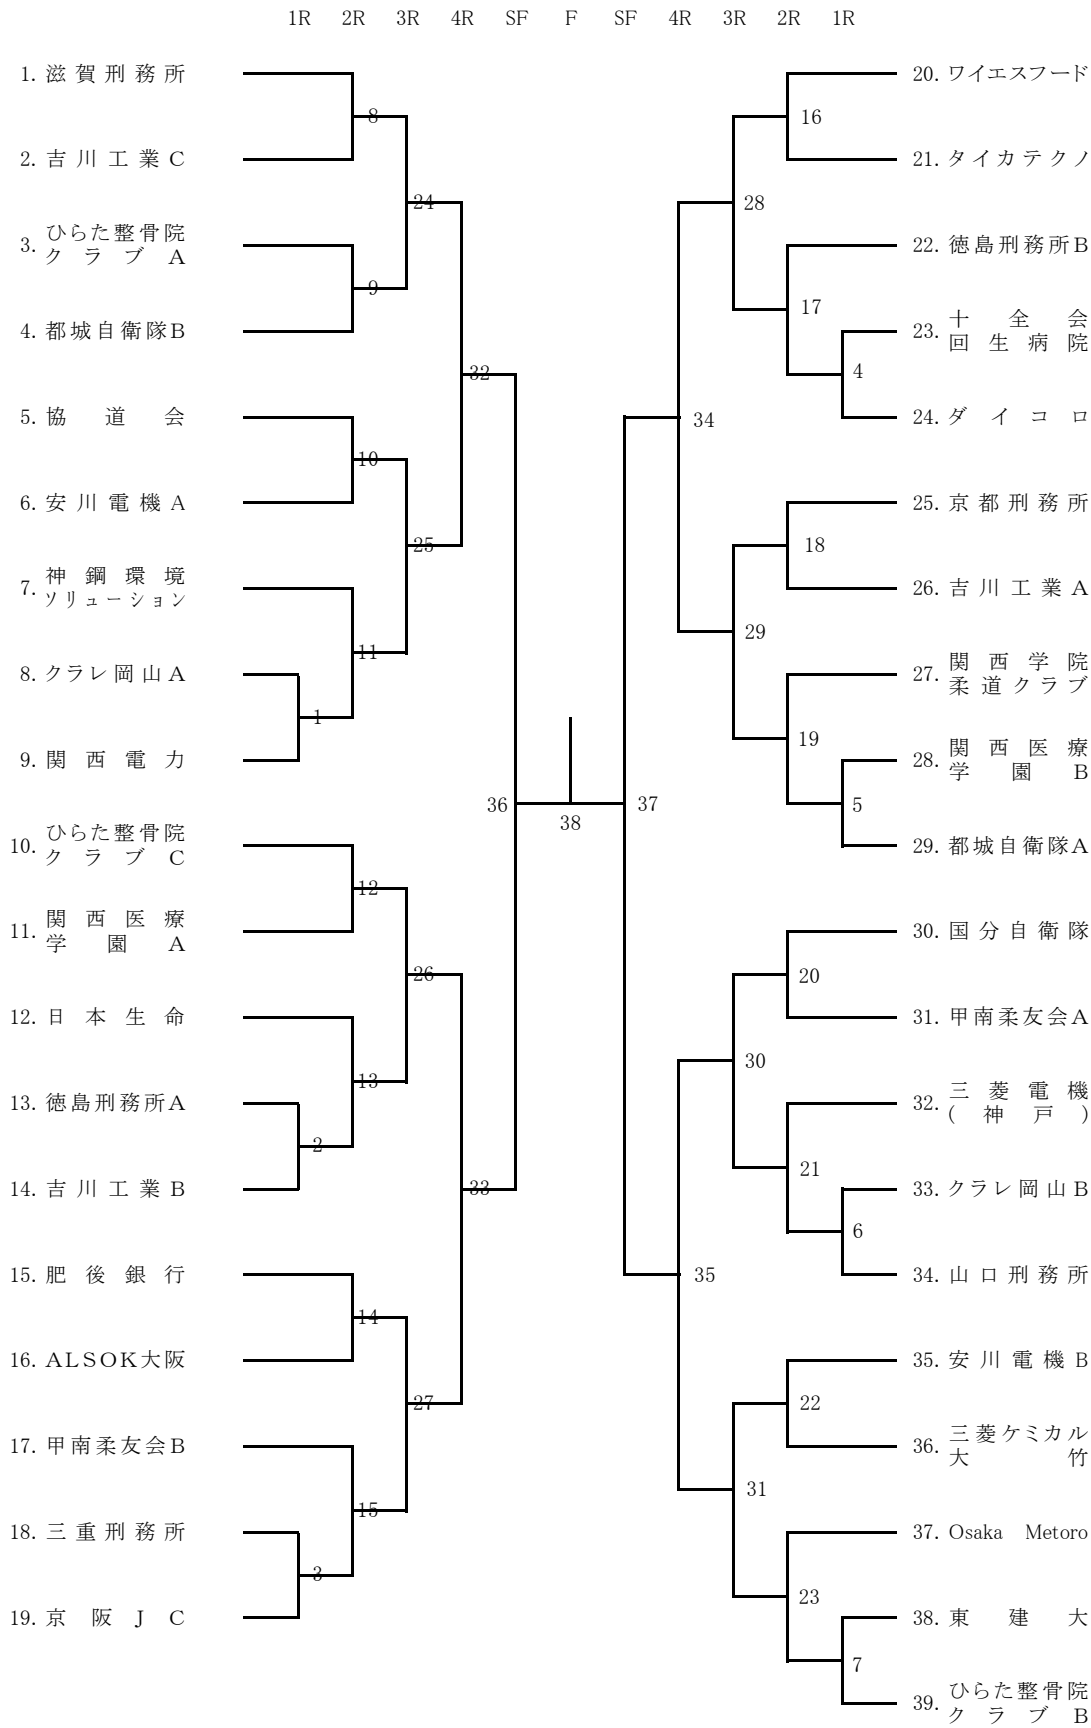 1R 2R 3R 4R SF F SF 4R 3R 2R 1R
1. 滋賀刑務所
2. 吉川工業C
3. ひらた整骨院
クラブA
4. 都城自衛隊B
5. 協道会
6. 安川電機A
7. 神鋼環境
ソリューション
8. クラレ岡山A
9. 関西電力
10. ひらた整骨院
クラブC
11. 関西医療
学園A
12. 日本生命
13. 徳島刑務所A
14. 吉川工業B
15. 肥後銀行
16. ALSOK大阪
17. 甲南柔友会B
18. 三重刑務所
19. 京阪JC
8
24
9
32
10
25
11
1
36
12
26
13
2
33
14
27
15
3
38
37
16
28
17
4
34
18
29
19
5
20
30
21
6
35
22
31
23
7
20. ワイエスフード
21. タイカテクノ
22. 徳島刑務所B
23. 十全会
回生病院
24. ダイコロ
25. 京都刑務所
26. 吉川工業A
27. 関西学院
柔道クラブ
28. 関西医療
学園B
29. 都城自衛隊A
30. 国分自衛隊
31. 甲南柔友会A
32. 三菱電機
(神戸)
33. クラレ岡山B
34. 山口刑務所
35. 安川電機B
36. 三菱ケミカル
大竹
37. Osaka Metoro
38. 東建大
39. ひらた整骨院
クラブB